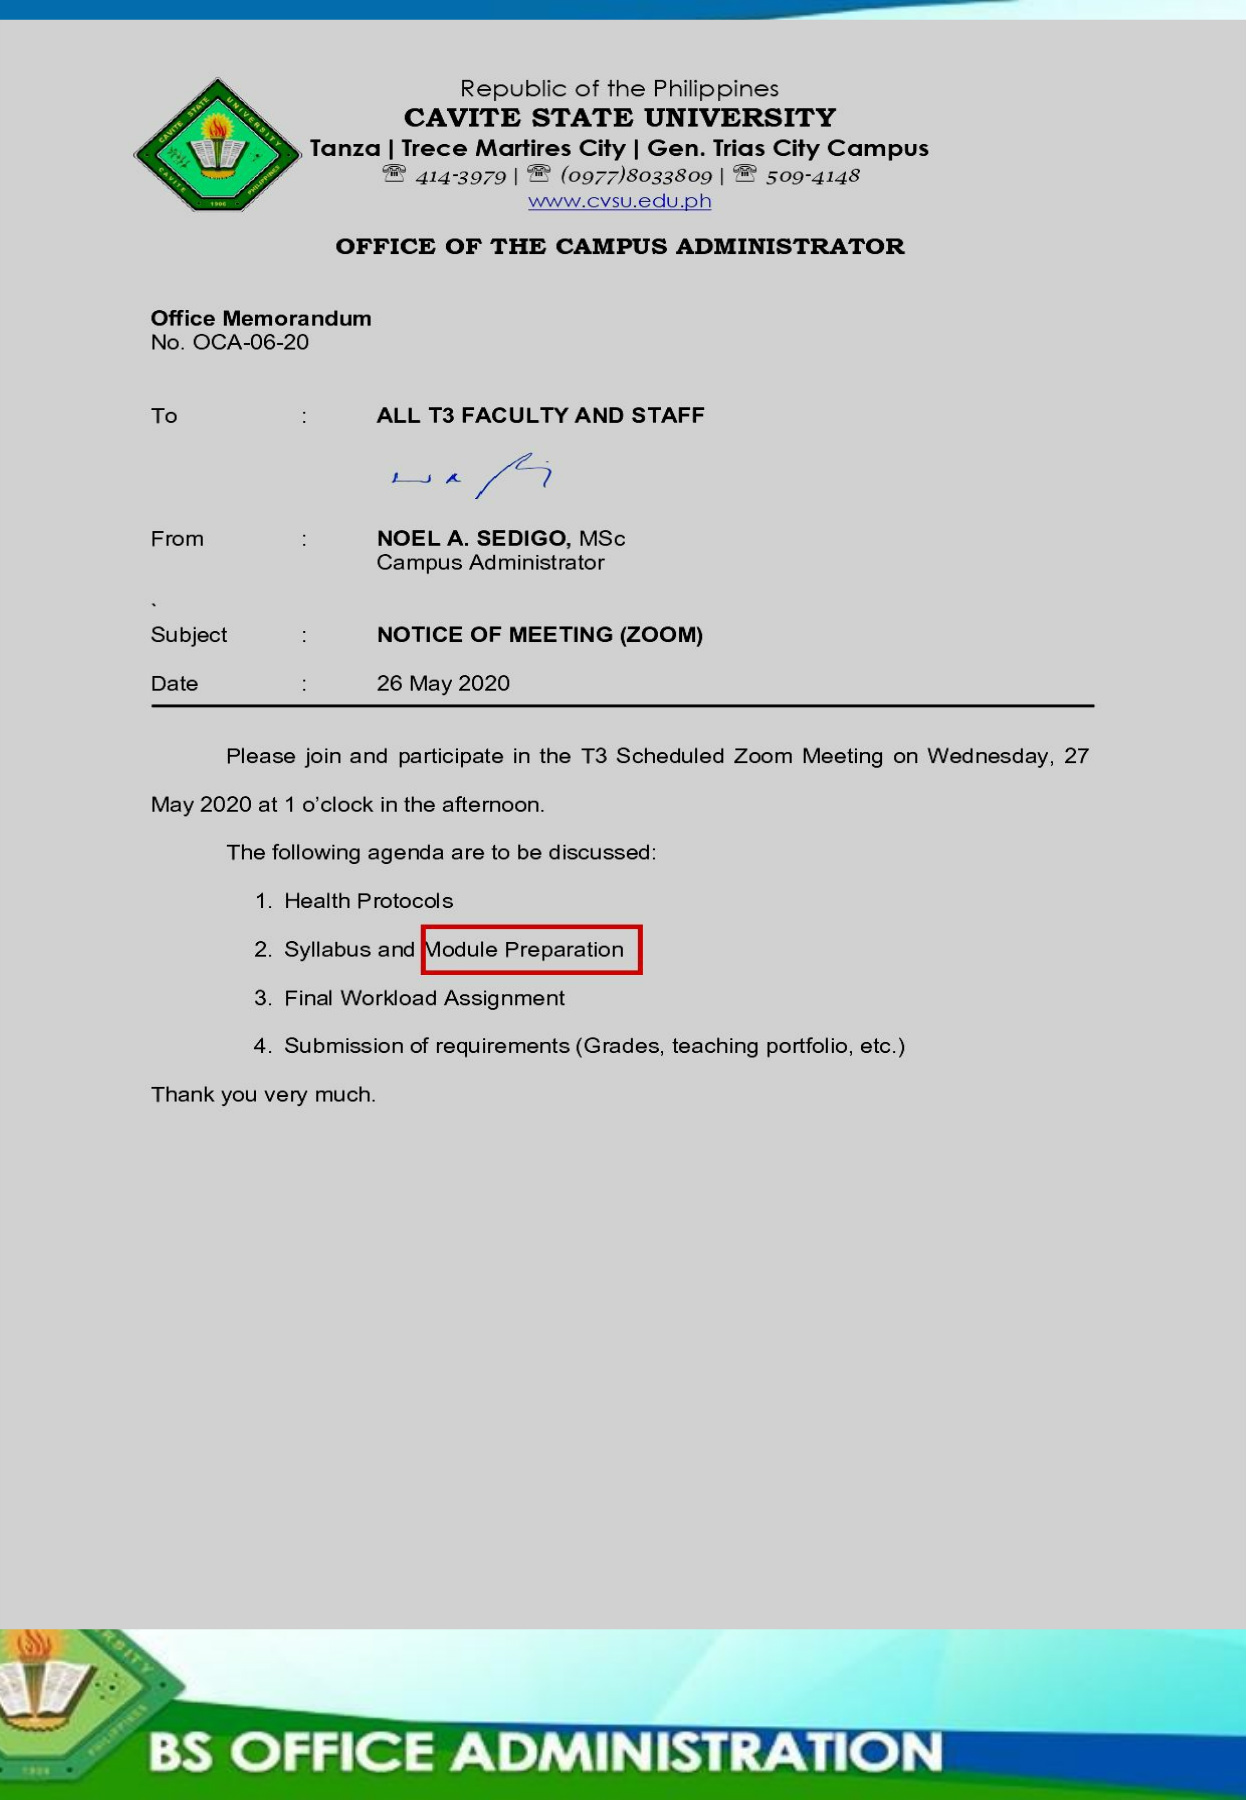 Republic of the Philippines
CAVITE STATE UNIVERSITY
Tanza | Trece Martires City | Gen. Trias City Campus
☏ 414-3979 | ☏ (0977)8033809 | ☏ 509-4148
www.cvsu.edu.ph
CAVITE STATE UNIVERSITY
CAVITE PHILIPPINES
1906
OFFICE OF THE CAMPUS ADMINISTRATOR
Office Memorandum
No. OCA-06-20
To : ALL T3 FACULTY AND STAFF
From : NOEL A. SEDIGO, MSc
Campus Administrator
`
Subject : NOTICE OF MEETING (ZOOM)
Date : 26 May 2020
Please join and participate in the T3 Scheduled Zoom Meeting on Wednesday, 27
May 2020 at 1 o’clock in the afternoon.
The following agenda are to be discussed:
1. Health Protocols
2. Syllabus and Module Preparation
3. Final Workload Assignment
4. Submission of requirements (Grades, teaching portfolio, etc.)
Thank you very much.
BS OFFICE ADMINISTRATION